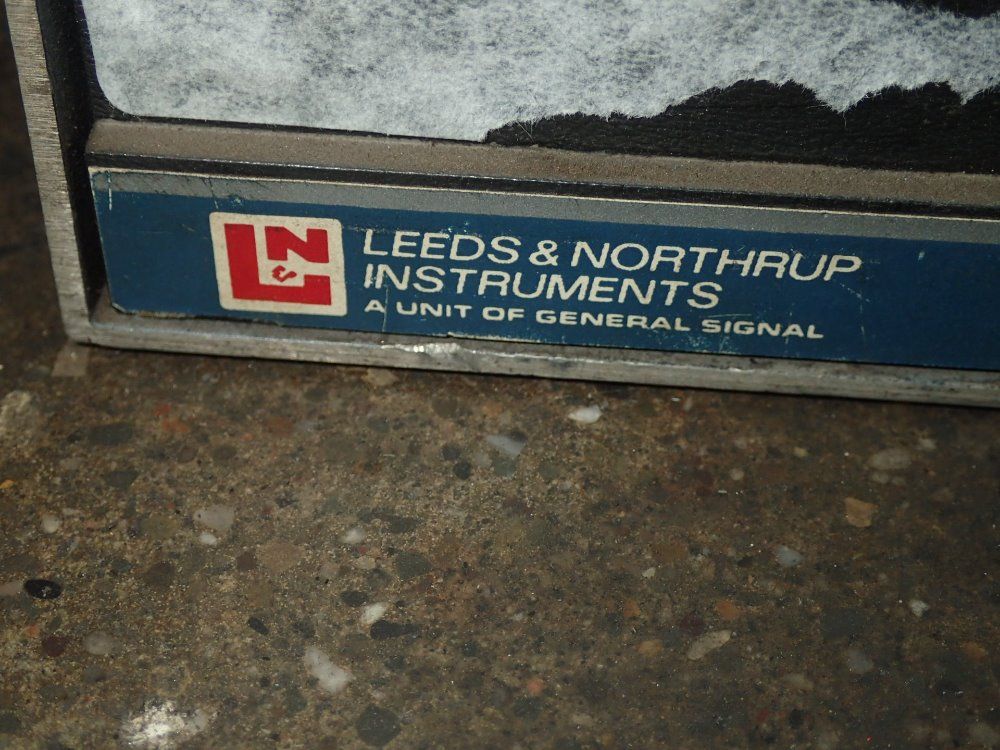 L&N
LEEDS & NORTHRUP
INSTRUMENTS
A UNIT OF GENERAL SIGNAL